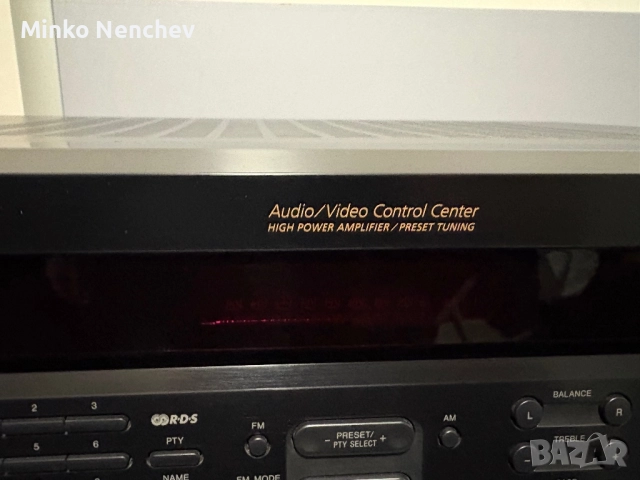 Minko Nenchev
Audio/Video Control Center
HIGH POWER AMPLIFIER/PRESET TUNING
2 3
R·D·S
FM
PRESET/
- PTY SELECT +
AM
BALANCE
L R
5 6
PTY
TREBLE
-
BAZAR
NAME
FM MODE